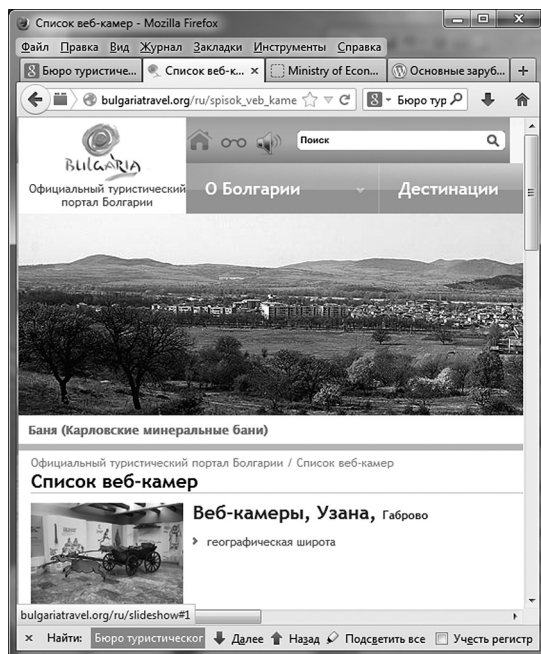 Список веб-камер - Mozilla Firefox
Файл Правка Вид Журнал Закладки Инструменты Справка
Бюро туристиче... Список веб-к... × Ministry of Econ... Основные заруб... +
bulgariatravel.org/ru/spisok_veb_kame Бюро тур
BULGARIA
Официальный туристический
портал Болгарии
Поиск
О Болгарии Дестинации
Баня (Карловские минеральные бани)
Официальный туристический портал Болгарии / Список веб-камер
Список веб-камер
Веб-камеры, Узана, Габрово
географическая широта
bulgariatravel.org/ru/slideshow#1
× Найти: Бюро туристическог Далее Назад Подсветить все Учесть регистр